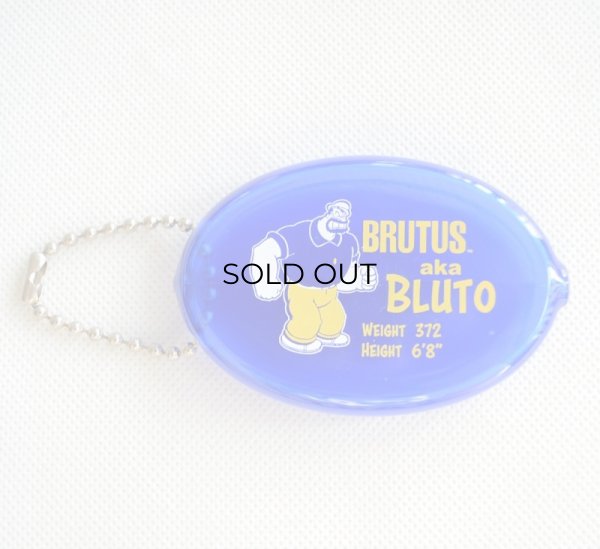 BRUTUS™
aka
BLUTO
WEIGHT 372
HEIGHT 6'8"
SOLD OUT